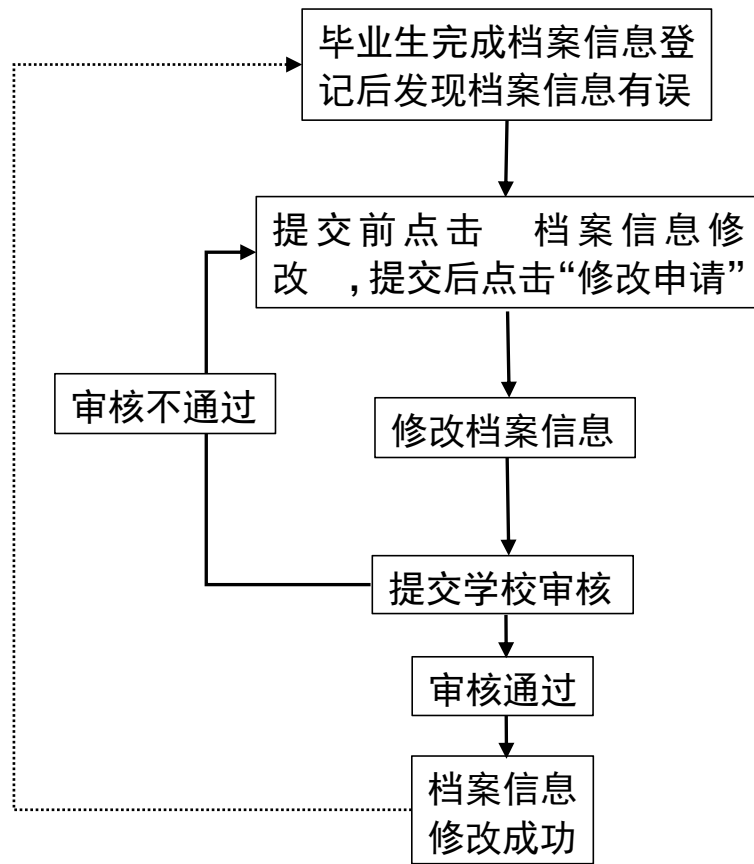 毕业生完成档案信息登
记后发现档案信息有误
提交前点击 档案信息修
改 ,提交后点击“修改申请”
审核不通过
修改档案信息
提交学校审核
审核通过
档案信息
修改成功